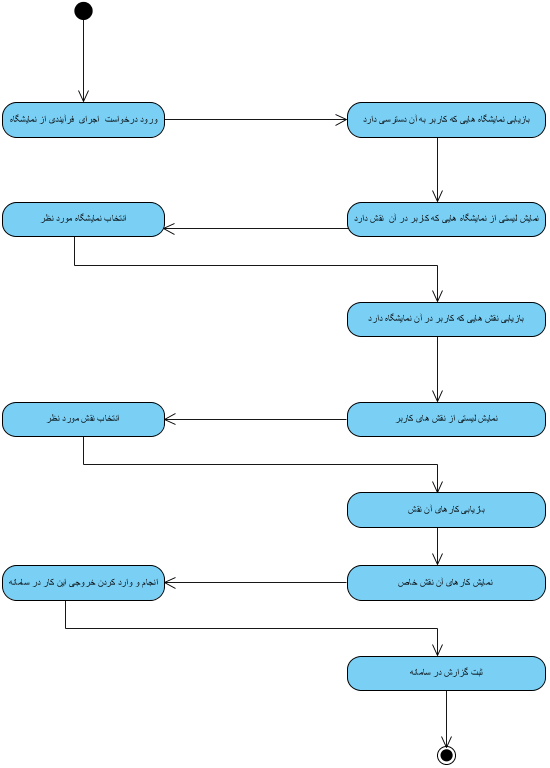 ورود درخواست اجرای فرآیندی از نمایشگاه
بازیابی نمایشگاه هایی که کاربر به آن دسترسی دارد
نمایش لیستی از نمایشگاه هایی که کاربر در آن نقش دارد
انتخاب نمایشگاه مورد نظر
بازیابی نقش هایی که کاربر در آن نمایشگاه دارد
نمایش لیستی از نقش های کاربر
انتخاب نقش مورد نظر
بازیابی کارهای آن نقش
نمایش کارهای آن نقش خاص
انجام و وارد کردن خروجی این کار در سامانه
ثبت گزارش در سامانه